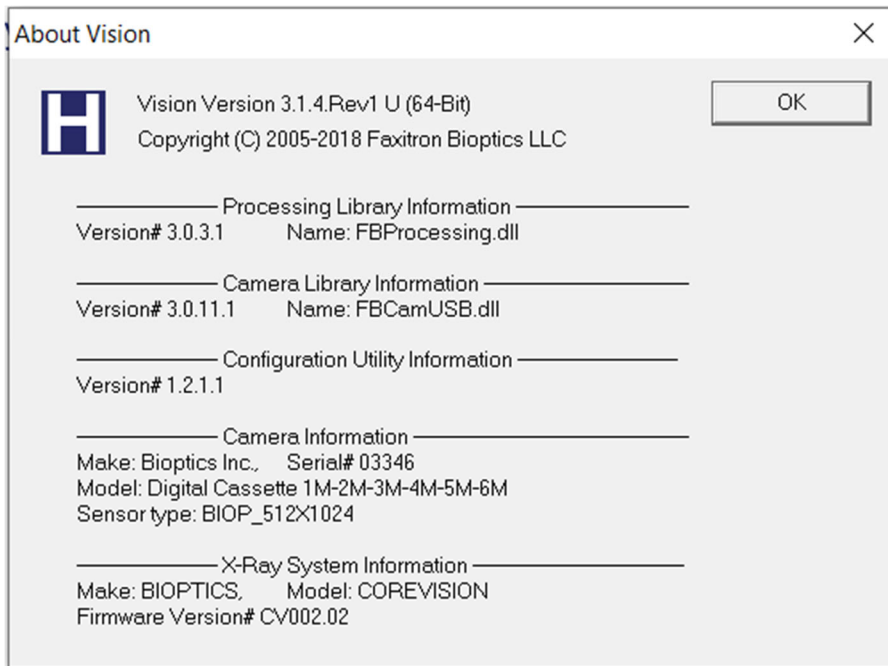 About Vision
H
Vision Version 3.1.4.Rev1 U (64-Bit)
OK
Copyright (C) 2005-2018 Faxitron Bioptics LLC
Processing Library Information
Version# 3.0.3.1 Name: FBProcessing.dll
Camera Library Information
Version# 3.0.11.1 Name: FBCamUSB.dll
Configuration Utility Information
Version# 1.2.1.1
Camera Information
Make: Bioptics Inc., Serial# 03346
Model: Digital Cassette 1M-2M-3M-4M-5M-6M
Sensor type: BIOP_512X1024
X-Ray System Information
Make: BIOPTICS, Model: COREVISION
Firmware Version# CV002.02